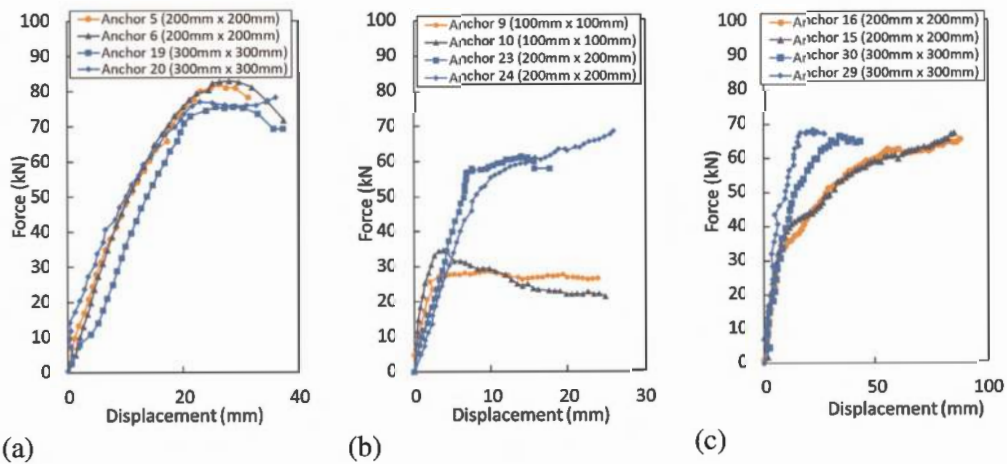 Force (kN)
100
90
80
70
60
50
40
30
20
10
0
Anchor 5 (200mm x 200mm)
Anchor 6 (200mm x 200mm)
Anchor 19 (300mm x 300mm)
Anchor 20 (300mm x 300mm)
0 20 40
Displacement (mm)
(a)
Force (kN)
100
90
80
70
60
50
40
30
20
10
0
Anchor 9 (100mm x 100mm)
Anchor 10 (100mm x 100mm)
Anchor 23 (200mm x 200mm)
Anchor 24 (200mm x 200mm)
0 10 20 30
Displacement (mm)
(b)
Force (kN)
100
90
80
70
60
50
40
30
20
10
0
Anchor 16 (200mm x 200mm)
Anchor 15 (200mm x 200mm)
Anchor 30 (300mm x 300mm)
Anchor 29 (300mm x 300mm)
0 50 100
Displacement (mm)
(c)